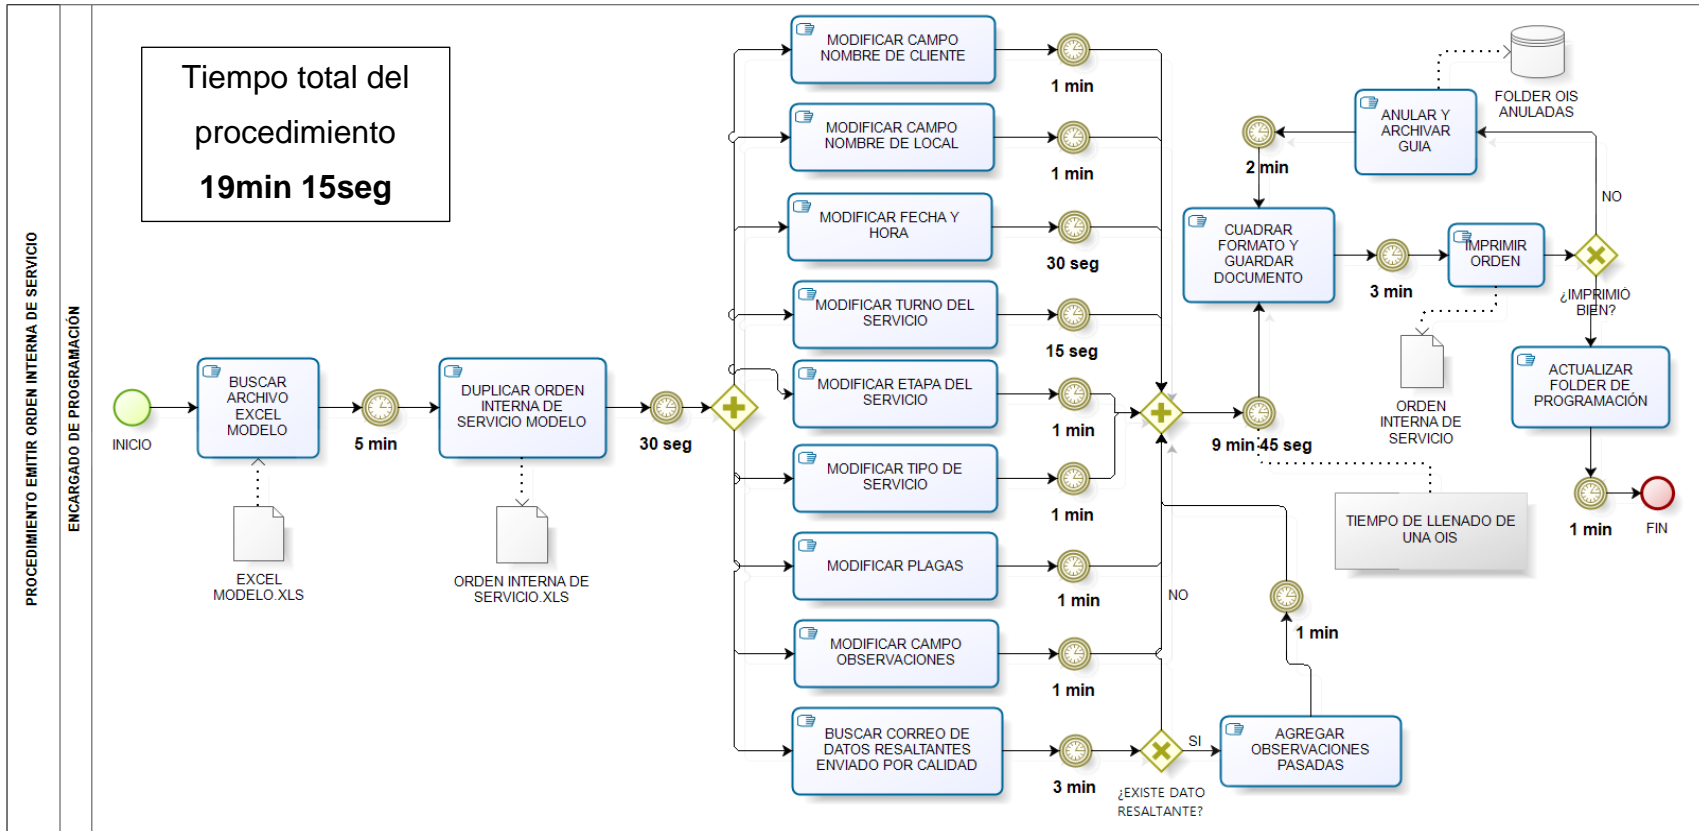 PROCEDIMIENTO EMITIR ORDEN INTERNA DE SERVICIO
ENCARGADO DE PROGRAMACIÓN
Tiempo total del
procedimiento
19min 15seg
INICIO
BUSCAR
ARCHIVO
EXCEL
MODELO
5 min
EXCEL
MODELO.XLS
DUPLICAR ORDEN
INTERNA DE
SERVICIO MODELO
30 seg
ORDEN INTERNA DE
SERVICIO.XLS
MODIFICAR CAMPO
NOMBRE DE CLIENTE
1 min
MODIFICAR CAMPO
NOMBRE DE LOCAL
1 min
MODIFICAR FECHA Y
HORA
30 seg
MODIFICAR TURNO DEL
SERVICIO
15 seg
MODIFICAR ETAPA DEL
SERVICIO
1 min
MODIFICAR TIPO DE
SERVICIO
1 min
MODIFICAR PLAGAS
1 min
MODIFICAR CAMPO
OBSERVACIONES
1 min
BUSCAR CORREO DE
DATOS RESALTANTES
ENVIADO POR CALIDAD
3 min
¿EXISTE DATO
RESALTANTE?
NO
SI
AGREGAR
OBSERVACIONES
PASADAS
1 min
9 min 45 seg
TIEMPO DE LLENADO DE
UNA OIS
CUADRAR
FORMATO Y
GUARDAR
DOCUMENTO
3 min
IMPRIMIR
ORDEN
ORDEN
INTERNA DE
SERVICIO
¿IMPRIMIÓ
BIEN?
NO
ANULAR Y
ARCHIVAR
GUIA
2 min
FOLDER OIS
ANULADAS
ACTUALIZAR
FOLDER DE
PROGRAMACIÓN
1 min
FIN